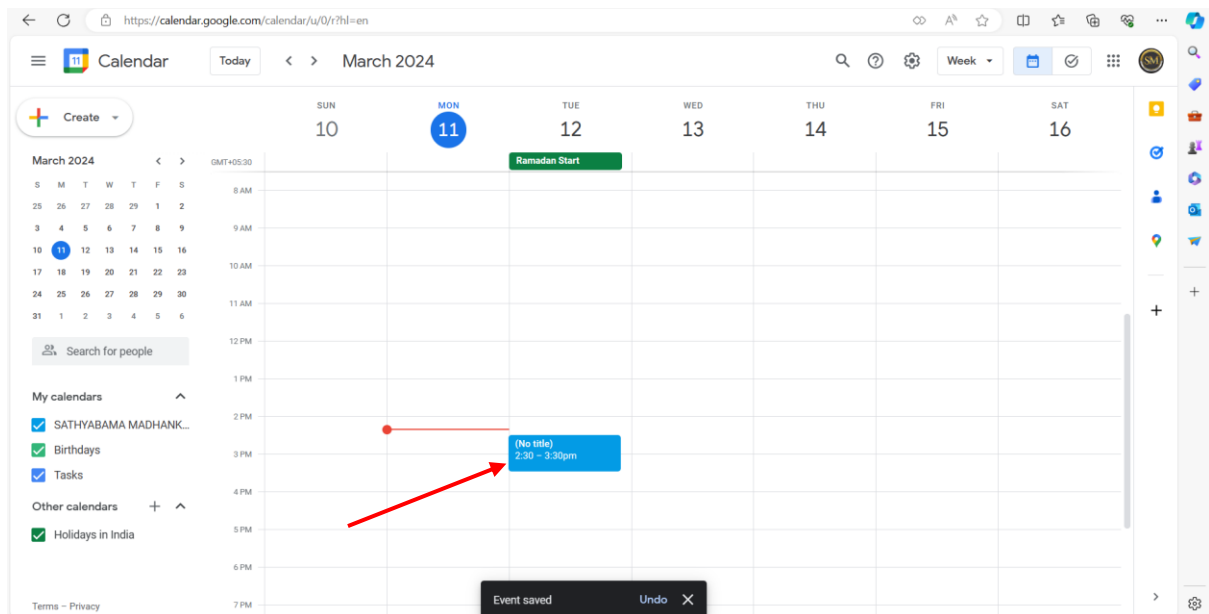 https://calendar.google.com/calendar/u/0/r?hl=en
11 Calendar Today March 2024 Week SM
Create
SUN MON TUE WED THU FRI SAT
10 11 12 13 14 15 16
March 2024
GMT+05:30 Ramadan Start
S M T W T F S
25 26 27 28 29 1 2
3 4 5 6 7 8 9
10 11 12 13 14 15 16
17 18 19 20 21 22 23
24 25 26 27 28 29 30
31 1 2 3 4 5 6
Search for people
My calendars
SATHYABAMA MADHANK...
Birthdays
Tasks
Other calendars
Holidays in India
Terms – Privacy
8 AM
9 AM
10 AM
11 AM
12 PM
1 PM
2 PM
3 PM
4 PM
5 PM
6 PM
7 PM
(No title)
2:30 – 3:30pm
Event saved Undo